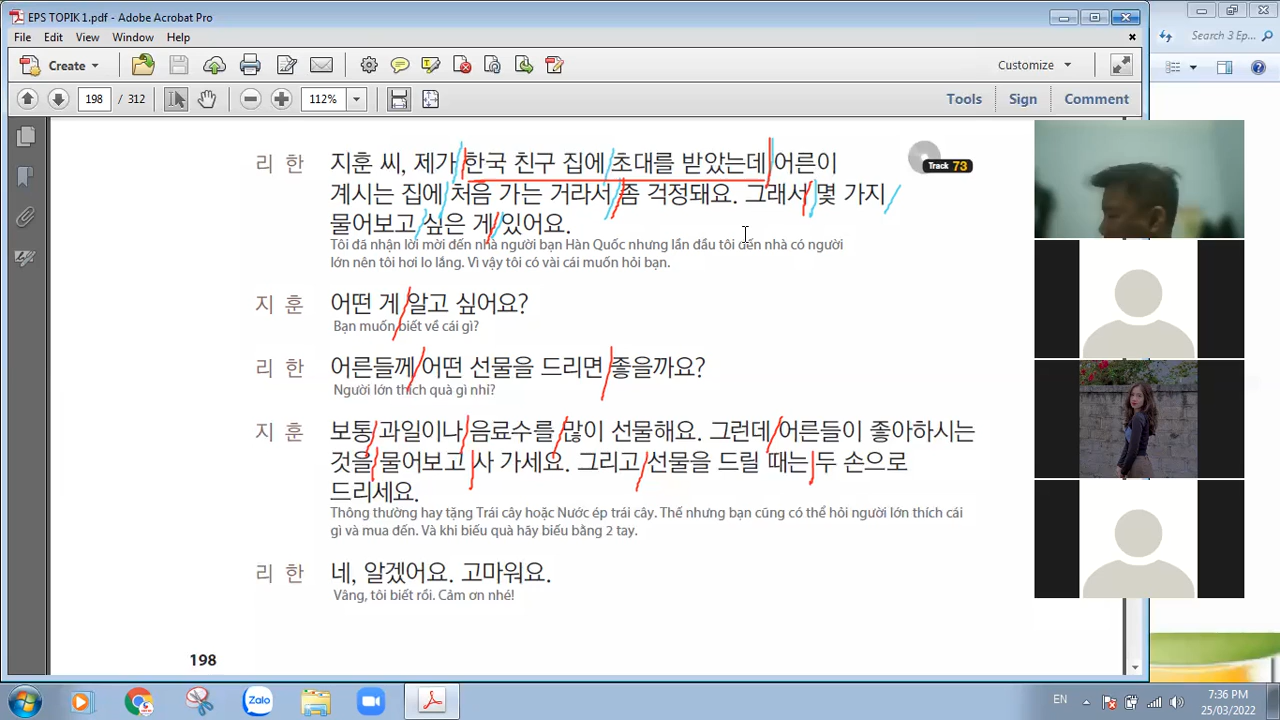 EPS TOPIK 1.pdf - Adobe Acrobat Pro
File Edit View Window Help
Search 3 Ep...
Create
Customize
198 / 312
112%
Tools Sign Comment
Track 73
리 한 지훈 씨, 제가 한국 친구 집에 초대를 받았는데 어른이
계시는 집에 처음 가는 거라서 좀 걱정돼요. 그래서 몇 가지
물어보고 싶은 게 있어요.
Tôi đã nhận lời mời đến nhà người bạn Hàn Quốc nhưng lần đầu tôi đến nhà có người
lớn nên tôi hơi lo lắng. Vì vậy tôi có vài cái muốn hỏi bạn.
지 훈 어떤 게 알고 싶어요?
Bạn muốn biết về cái gì?
리 한 어른들께 어떤 선물을 드리면 좋을까요?
Người lớn thích quà gì nhỉ?
지 훈 보통 과일이나 음료수를 많이 선물해요. 그런데 어른들이 좋아하시는
것을 물어보고 사 가세요. 그리고 선물을 드릴 때는 두 손으로
드리세요.
Thông thường hay tặng Trái cây hoặc Nước ép trái cây. Thế nhưng bạn cũng có thể hỏi người lớn thích cái
gì và mua đến. Và khi biếu quà hãy biếu bằng 2 tay.
리 한 네, 알겠어요. 고마워요.
Vâng, tôi biết rồi. Cảm ơn nhé!
198
Zalo
EN
7:36 PM
25/03/2022